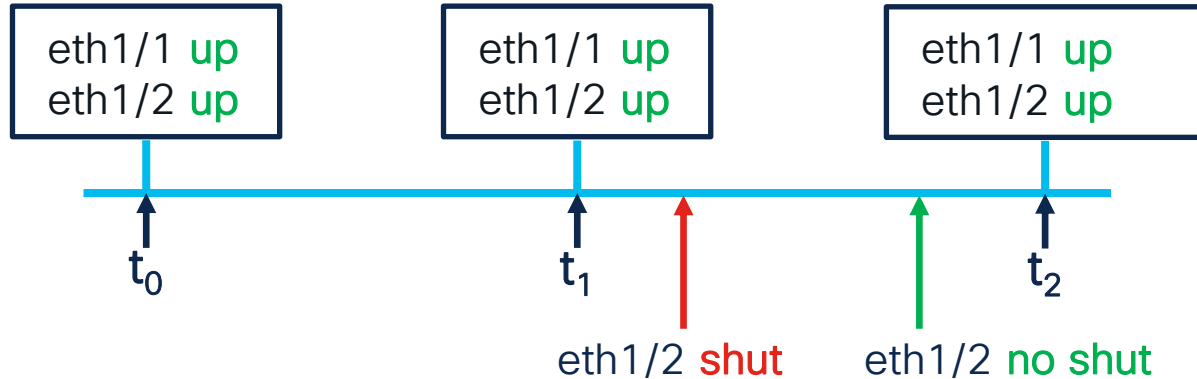 eth1/1 up
eth1/2 up
eth1/1 up
eth1/2 up
eth1/1 up
eth1/2 up
t0
t1
t2
eth1/2 shut
eth1/2 no shut